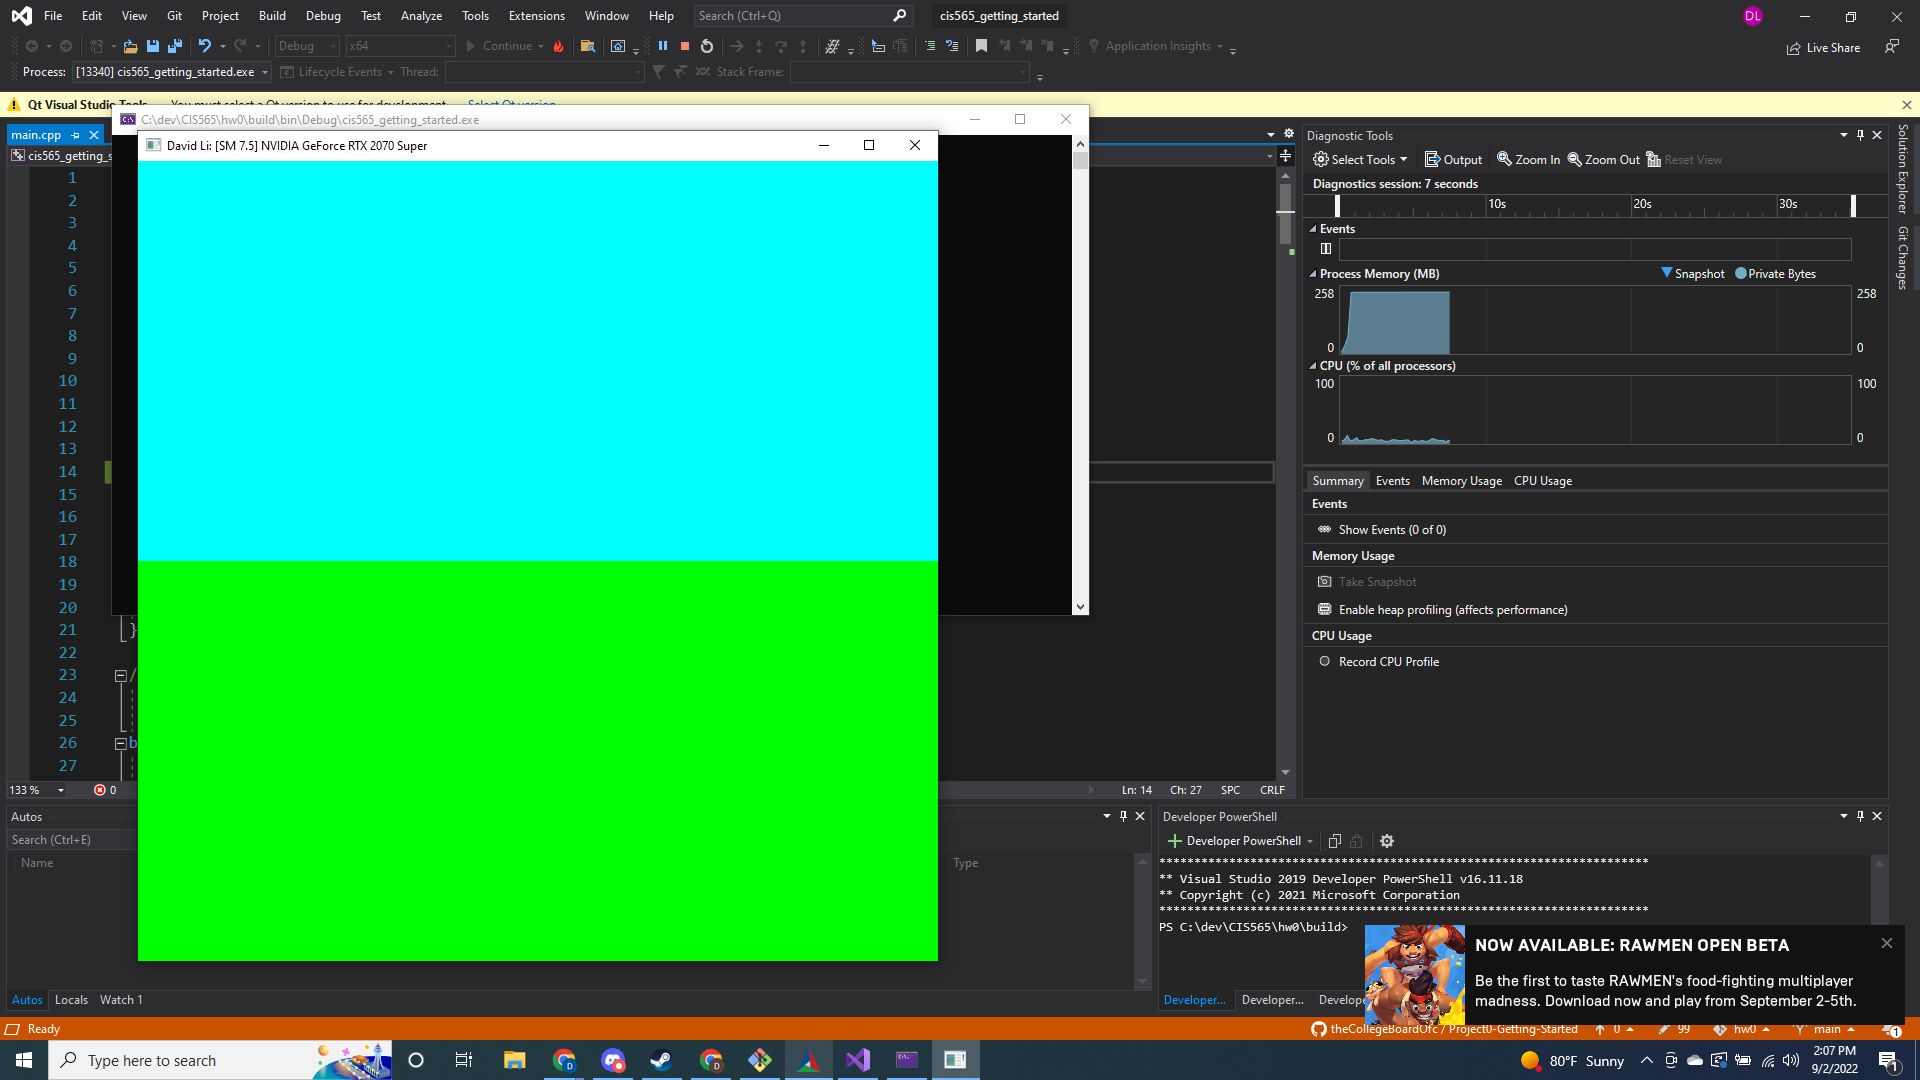 File Edit View Git Project Build Debug Test Analyze Tools Extensions Window Help Search (Ctrl+Q) cis565_getting_started DL
Debug x64 Continue Application Insights Live Share
Process: [13340] cis565_getting_started.exe Lifecycle Events Thread: Stack Frame:
Qt Visual Studio Tools You must select a Qt version to use for development. Select Qt version
C:\dev\CIS565\hw0\build\bin\Debug\cis565_getting_started.exe
main.cpp
David Li: [SM 7.5] NVIDIA GeForce RTX 2070 Super
cis565_getting_s
1
2
3
4
5
6
7
8
9
10
11
12
13
14
15
16
17
18
19
20
21 }
22
23 /
24
25
26 b
27
133 % 0 Ln: 14 Ch: 27 SPC CRLF
Diagnostic Tools
Select Tools Output Zoom In Zoom Out Reset View
Diagnostics session: 7 seconds
10s 20s 30s
Events
Process Memory (MB) Snapshot Private Bytes
258 258
0 0
CPU (% of all processors)
100 100
0 0
Summary Events Memory Usage CPU Usage
Events
Show Events (0 of 0)
Memory Usage
Take Snapshot
Enable heap profiling (affects performance)
CPU Usage
Record CPU Profile
Solution Explorer
Git Changes
Autos
Search (Ctrl+E)
Name Type
Autos Locals Watch 1
Developer PowerShell
Developer PowerShell
**********************************************************************
** Visual Studio 2019 Developer PowerShell v16.11.18
** Copyright (c) 2021 Microsoft Corporation
**********************************************************************
PS C:\dev\CIS565\hw0\build>
Developer... Developer... Develope
NOW AVAILABLE: RAWMEN OPEN BETA
Be the first to taste RAWMEN's food-fighting multiplayer
madness. Download now and play from September 2-5th.
Ready theCollegeBoardOfc / Project0-Getting-Started 0 99 hw0 main 1
Type here to search 80°F Sunny 2:07 PM
9/2/2022 1